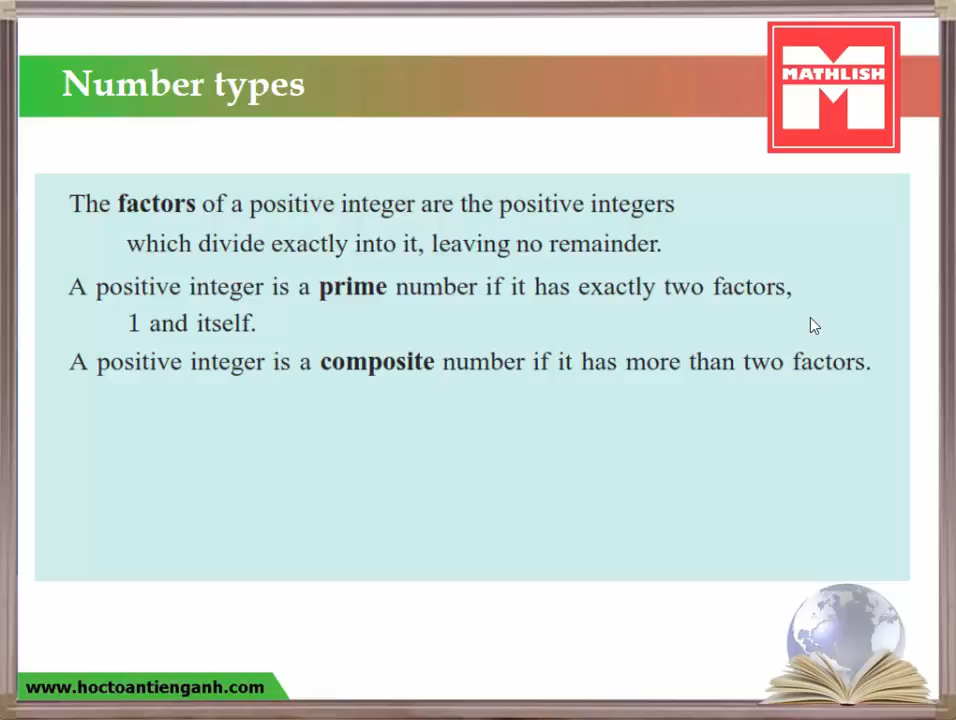 Number types
MATHLISH
The factors of a positive integer are the positive integers
which divide exactly into it, leaving no remainder.
A positive integer is a prime number if it has exactly two factors,
1 and itself.
A positive integer is a composite number if it has more than two factors.
www.hoctoantienganh.com